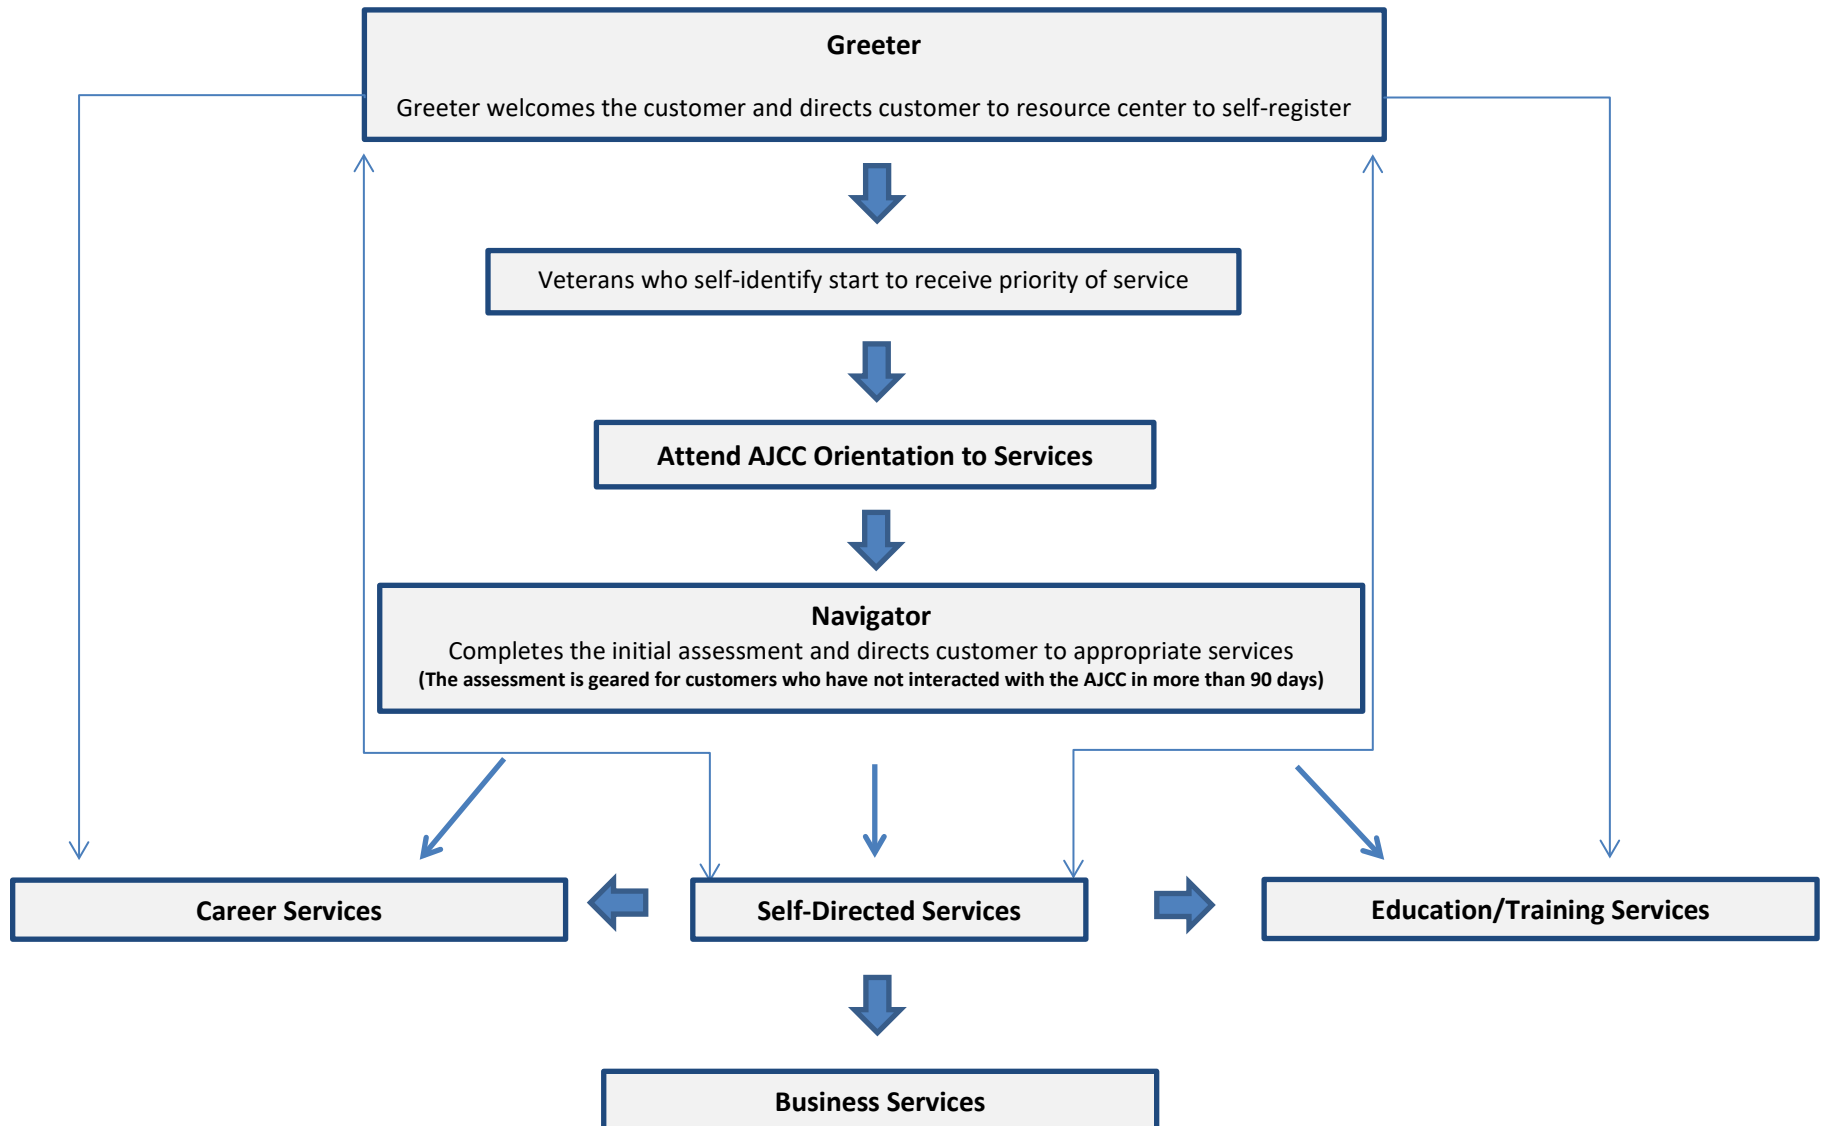 Greeter
Greeter welcomes the customer and directs customer to resource center to self-register
Veterans who self-identify start to receive priority of service
Attend AJCC Orientation to Services
Navigator
Completes the initial assessment and directs customer to appropriate services
(The assessment is geared for customers who have not interacted with the AJCC in more than 90 days)
Career Services
Self-Directed Services
Education/Training Services
Business Services